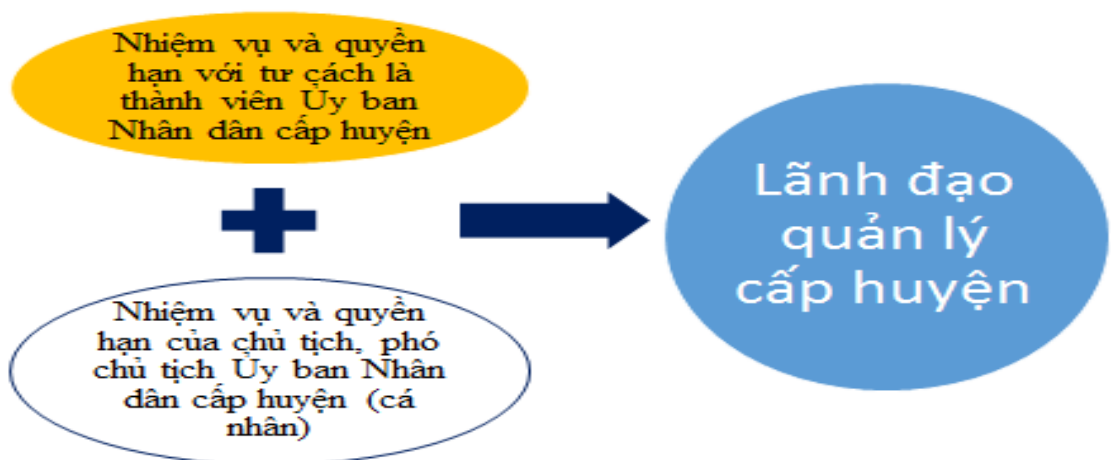 Nhiệm vụ và quyền
hạn với tư cách là
thành viên Ủy ban
Nhân dân cấp huyện
Nhiệm vụ và quyền
hạn của chủ tịch, phó
chủ tịch Ủy ban Nhân
dân cấp huyện (cá
nhân)
Lãnh đạo
quản lý
cấp huyện